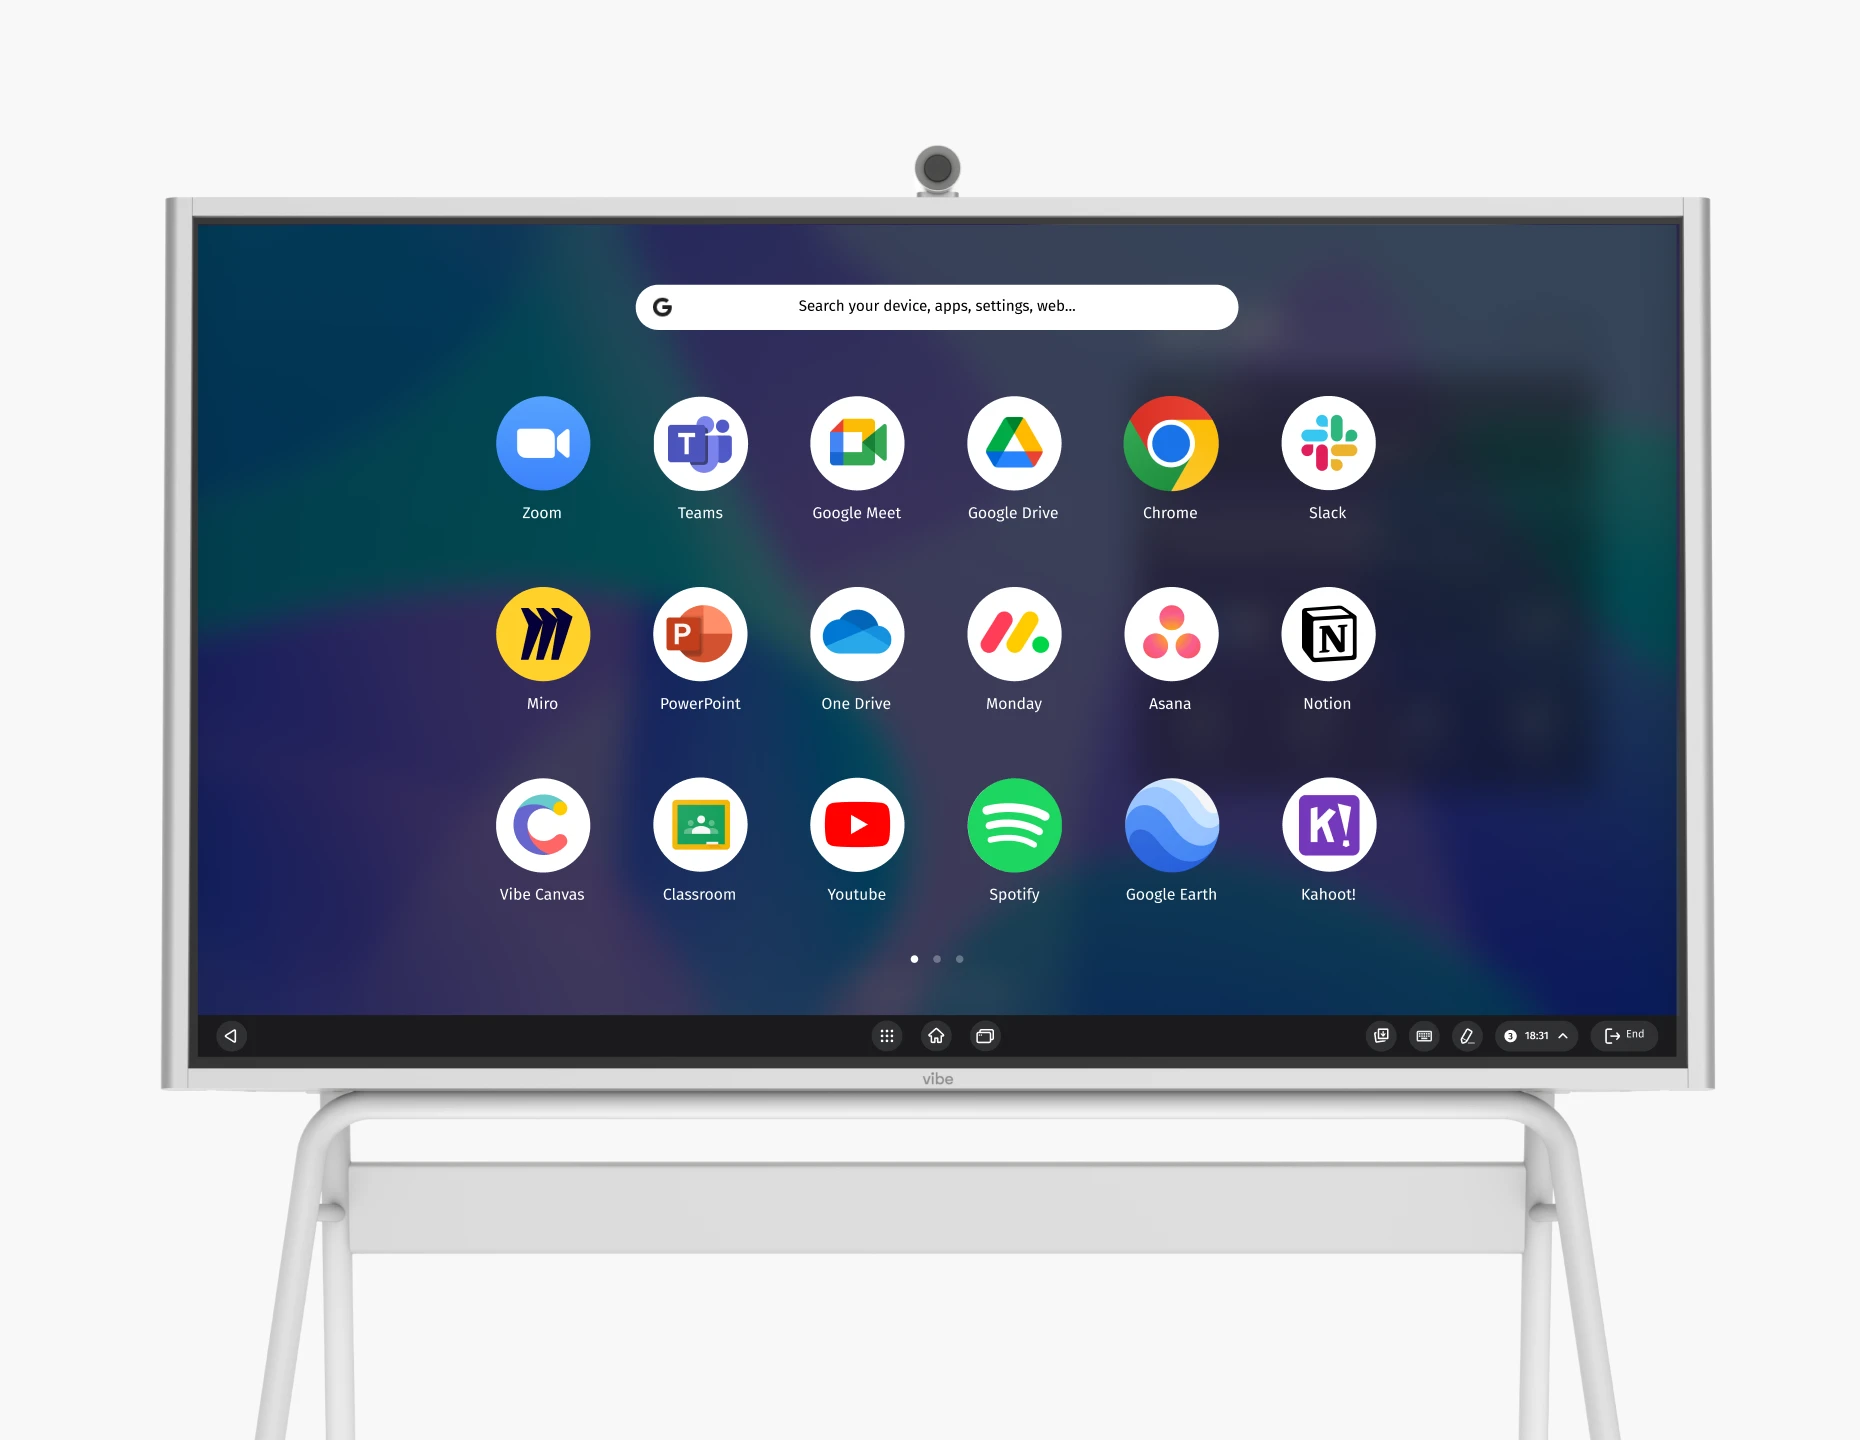 Search your device, apps, settings, web...
Zoom
Teams
Google Meet
Google Drive
Chrome
Slack
Miro
PowerPoint
One Drive
Monday
Asana
Notion
Vibe Canvas
Classroom
Youtube
Spotify
Google Earth
Kahoot!
3 18:31
End
vibe